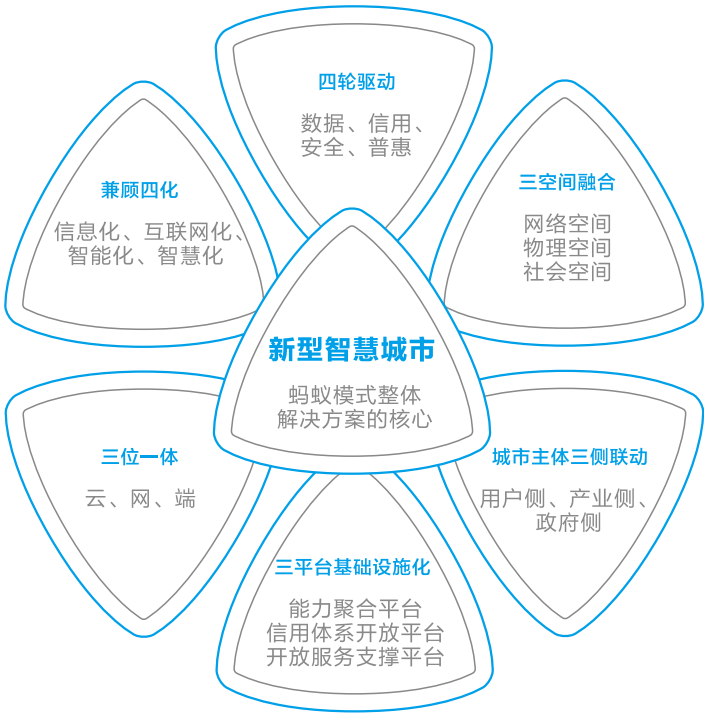 四轮驱动
数据、信用、
安全、普惠
兼顾四化
信息化、互联网化、
智能化、智慧化
三空间融合
网络空间
物理空间
社会空间
新型智慧城市
蚂蚁模式整体
解决方案的核心
三位一体
云、网、端
城市主体三侧联动
用户侧、产业侧、
政府侧
三平台基础设施化
能力聚合平台
信用体系开放平台
开放服务支撑平台